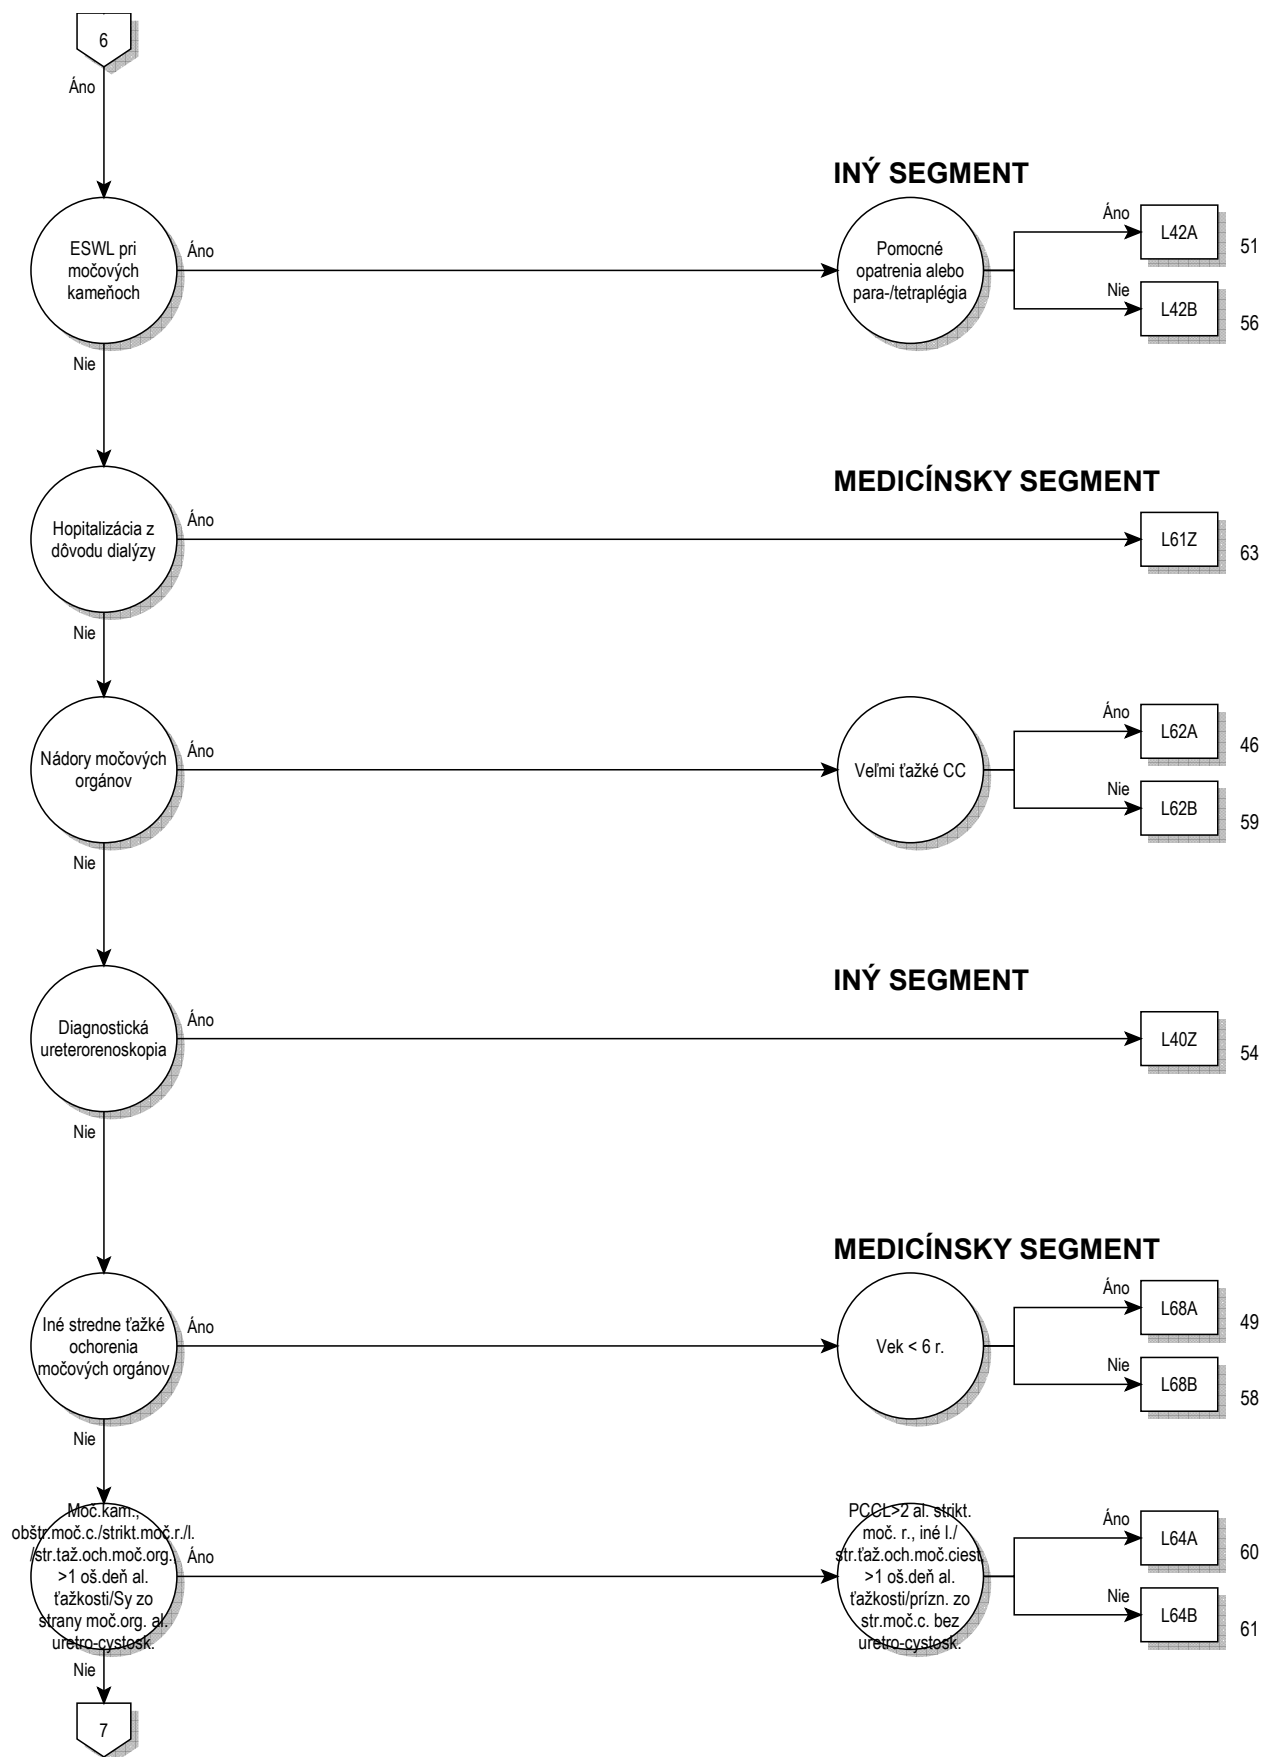 6
Áno
INÝ SEGMENT
ESWL pri
močových
kameňoch
Áno
Pomocné
opatrenia alebo
para-/tetraplégia
Áno
L42A
51
Nie
L42B
56
Nie
MEDICÍNSKY SEGMENT
Hopitalizácia z
dôvodu dialýzy
Áno
L61Z
63
Nie
Nádory močových
orgánov
Áno
Veľmi ťažké CC
Áno
L62A
46
Nie
L62B
59
Nie
INÝ SEGMENT
Diagnostická
ureterorenoskopia
Áno
L40Z
54
Nie
MEDICÍNSKY SEGMENT
Iné stredne ťažké
ochorenia
močových orgánov
Áno
Vek < 6 r.
Áno
L68A
49
Nie
L68B
58
Nie
Moč.kam.,
obštr.moč.c./strikt.moč.r./l.
/str.taž.och.moč.org.
>1 oš.deň al.
ťažkosti/Sy zo
strany moč.org. al.
uretro-cystosk.
Áno
PCCL>2 al. strikt.
moč. r., iné l./
str.ťaž.och.moč.ciest,
>1 oš.deň al.
ťažkosti/prízn. zo
str.moč.c. bez
uretro-cystosk.
Áno
L64A
60
Nie
L64B
61
Nie
7